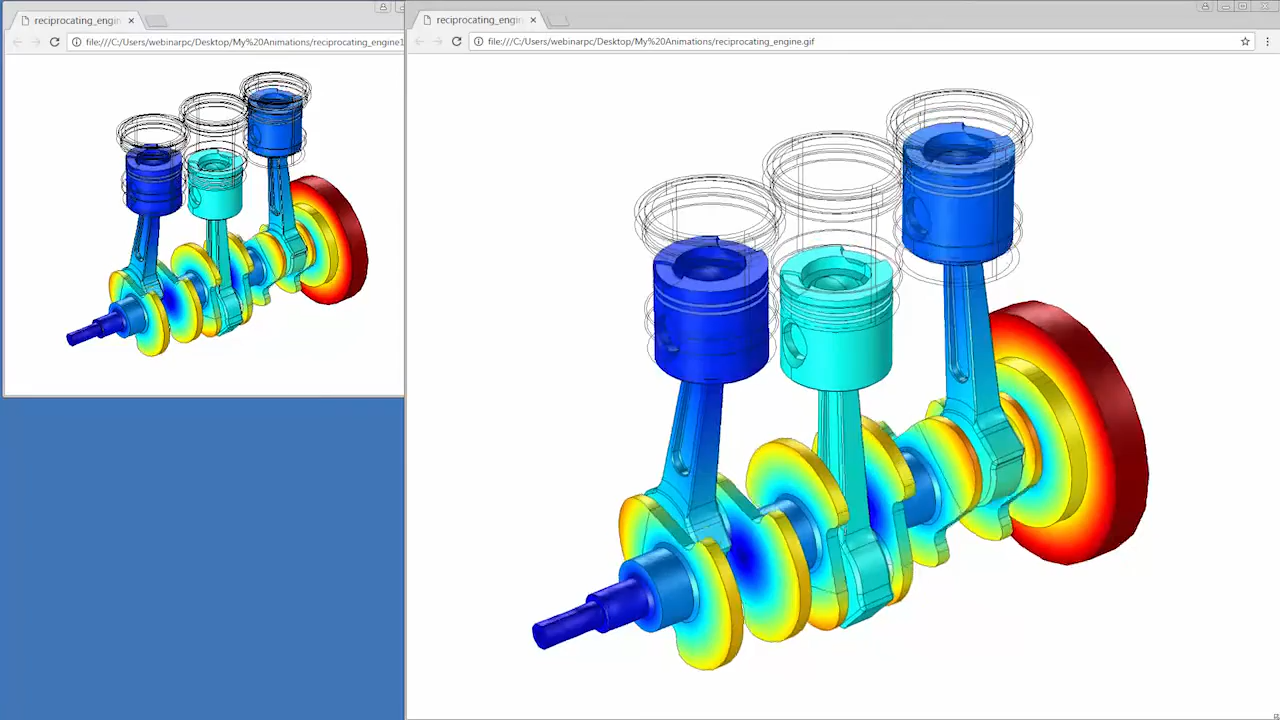 reciprocating_engin
file:///C:/Users/webinarpc/Desktop/My%20Animations/reciprocating_engine1
reciprocating_engin
file:///C:/Users/webinarpc/Desktop/My%20Animations/reciprocating_engine.gif